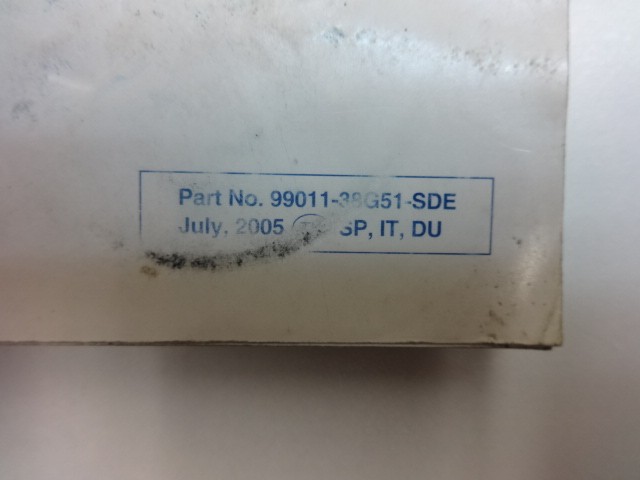 Part No. 99011-38G51-SDE
July, 2005 SP, IT, DU